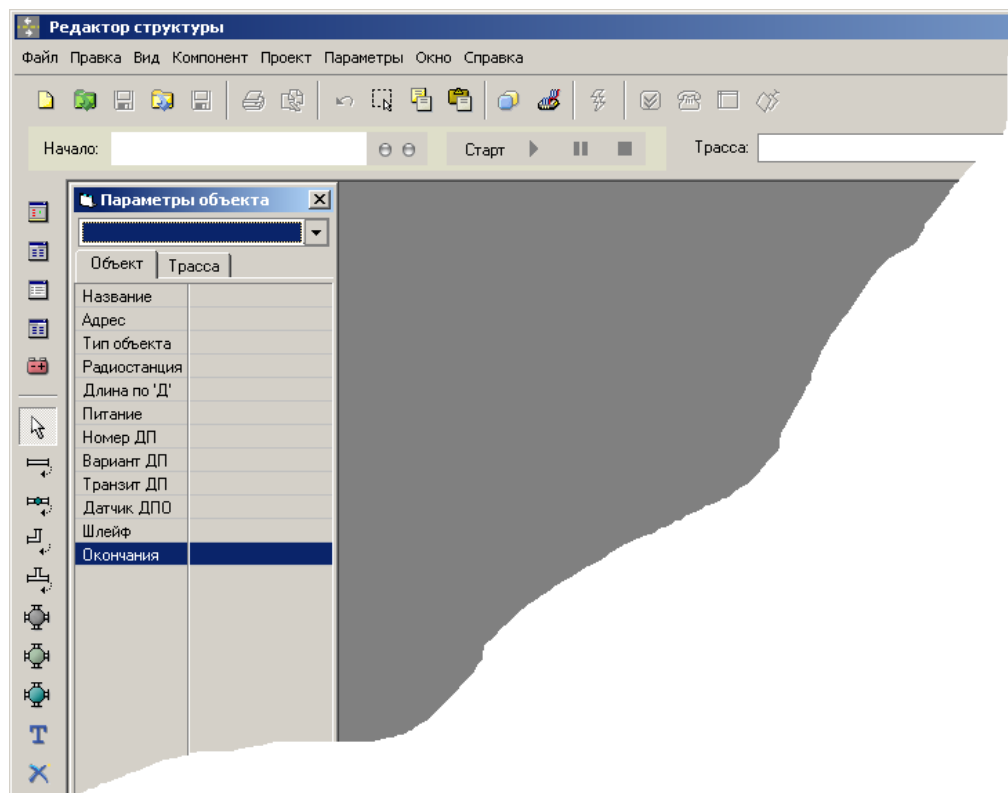 Редактор структуры
Файл Правка Вид Компонент Проект Параметры Окно Справка
Начало: Старт Трасса:
Параметры объекта
Объект Трасса
Название
Адрес
Тип объекта
Радиостанция
Длина по 'Д'
Питание
Номер ДП
Вариант ДП
Транзит ДП
Датчик ДПО
Шлейф
Окончания
T